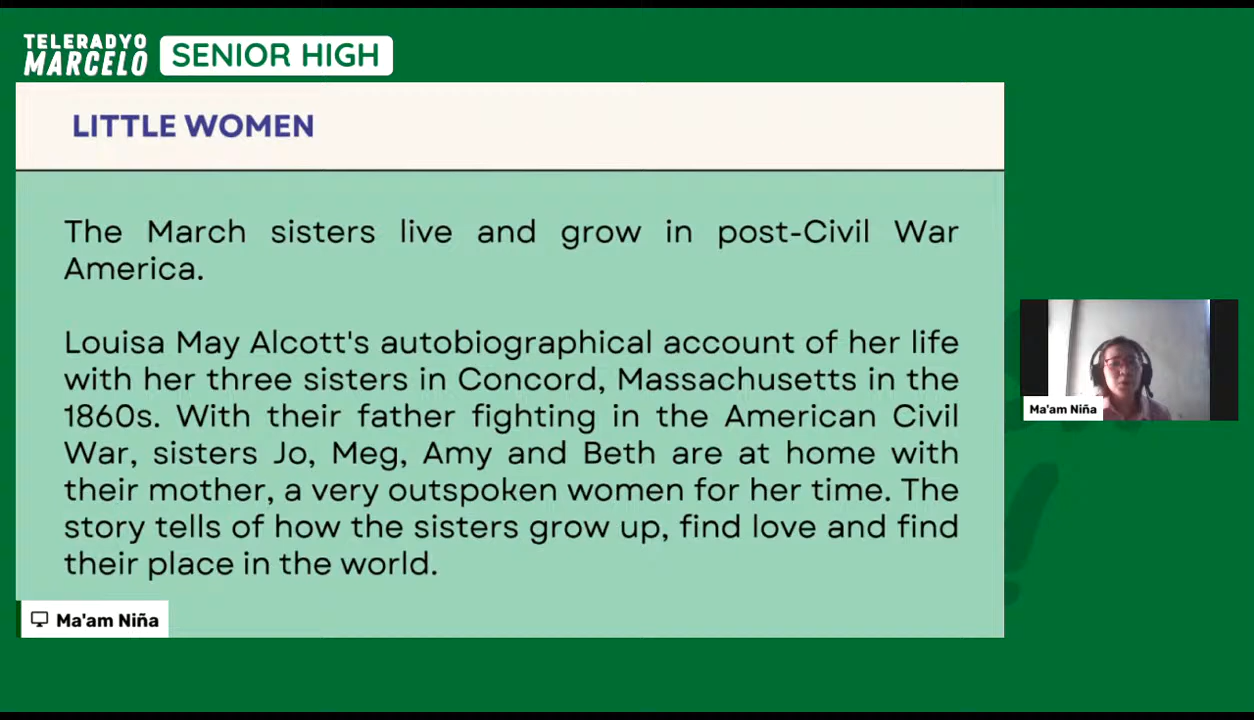 TELERADYO
MARCELO
SENIOR HIGH
LITTLE WOMEN
The March sisters live and grow in post-Civil War
America.
Louisa May Alcott's autobiographical account of her life
with her three sisters in Concord, Massachusetts in the
1860s. With their father fighting in the American Civil
War, sisters Jo, Meg, Amy and Beth are at home with
their mother, a very outspoken women for her time. The
story tells of how the sisters grow up, find love and find
their place in the world.
Ma'am Niña
Ma'am Niña